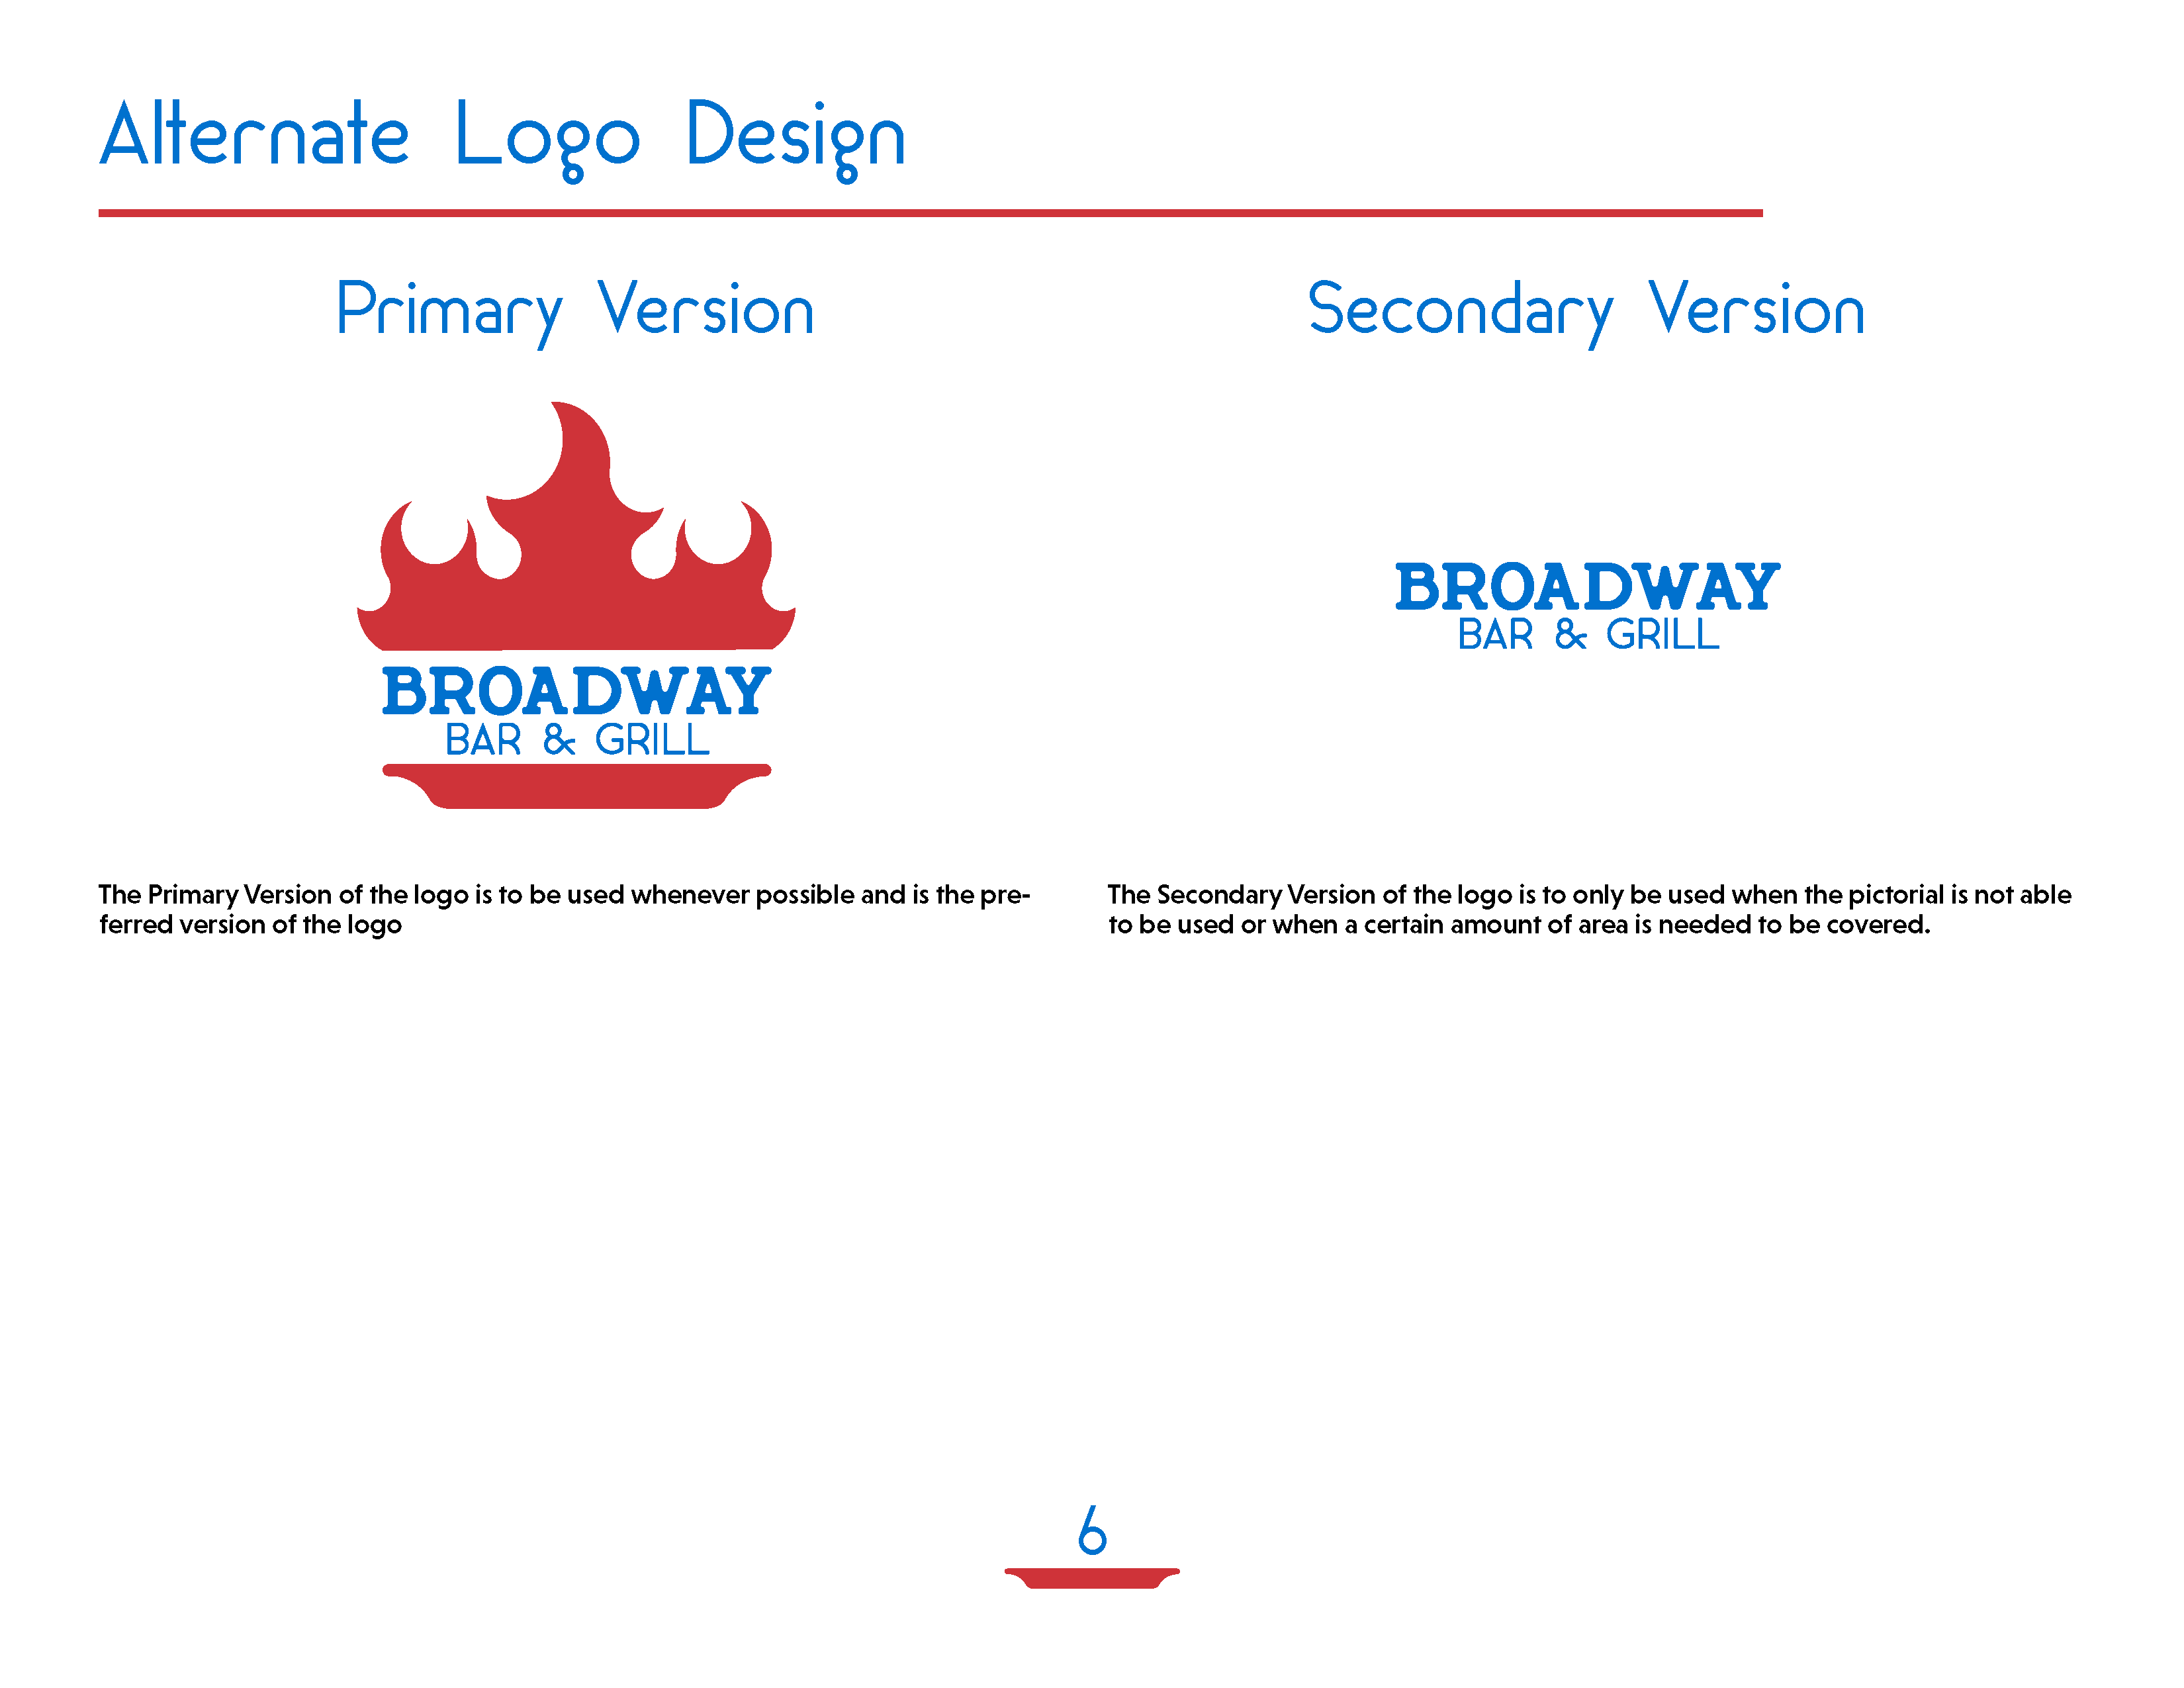 Alternate Logo Design
Primary Version
BROADWAY
BAR & GRILL
The Primary Version of the logo is to be used whenever possible and is the pre-
ferred version of the logo
Secondary Version
BROADWAY
BAR & GRILL
The Secondary Version of the logo is to only be used when the pictorial is not able
to be used or when a certain amount of area is needed to be covered.
6